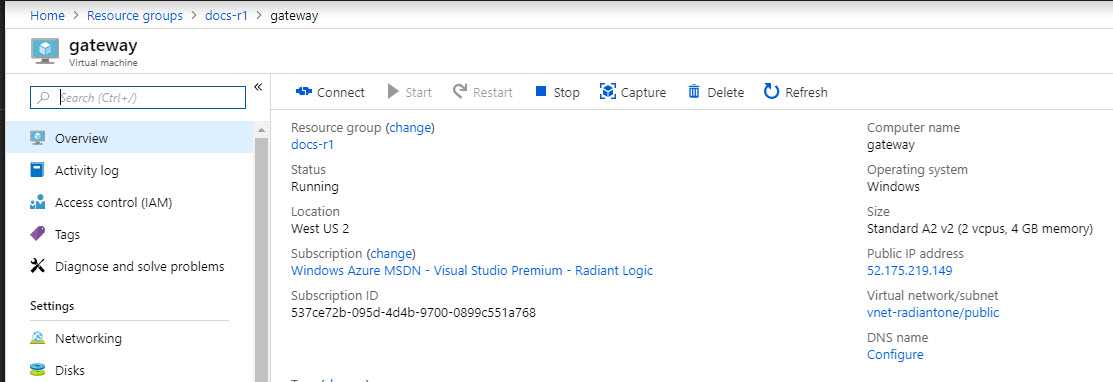 Home > Resource groups > docs-r1 > gateway
gateway
Virtual machine
Search (Ctrl+/)
«
Overview
Activity log
Access control (IAM)
Tags
Diagnose and solve problems
Settings
Networking
Disks
Connect Start Restart Stop Capture Delete Refresh
Resource group (change)
docs-r1
Status
Running
Location
West US 2
Subscription (change)
Windows Azure MSDN - Visual Studio Premium - Radiant Logic
Subscription ID
537ce72b-095d-4d4b-9700-0899c551a768
Computer name
gateway
Operating system
Windows
Size
Standard A2 v2 (2 vcpus, 4 GB memory)
Public IP address
52.175.219.149
Virtual network/subnet
vnet-radiantone/public
DNS name
Configure